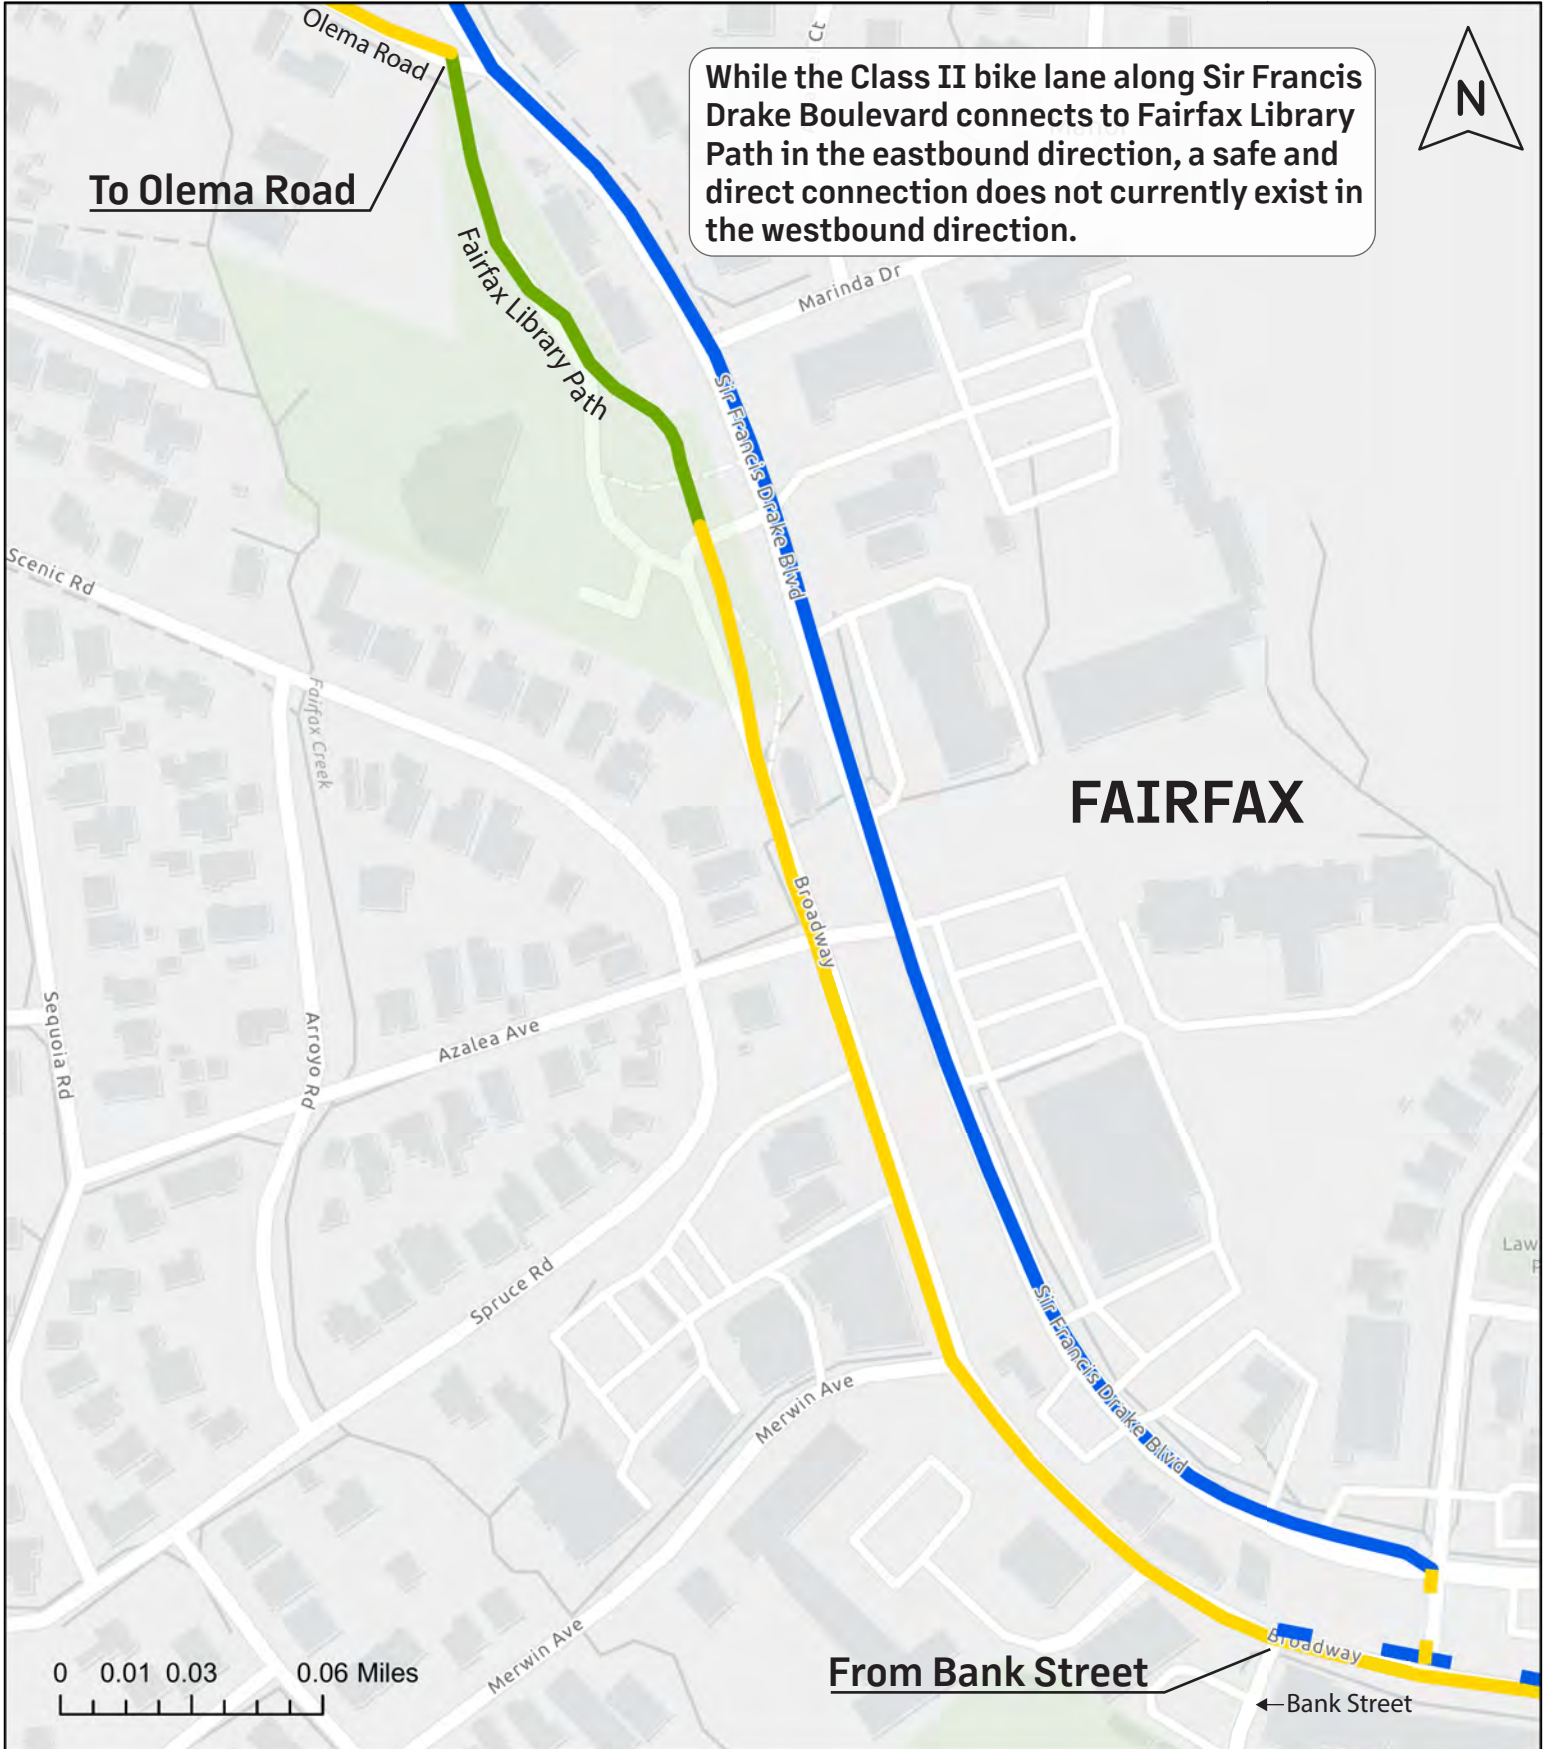 Olema Road
Ct
While the Class II bike lane along Sir Francis
Drake Boulevard connects to Fairfax Library
Path in the eastbound direction, a safe and
direct connection does not currently exist in
the westbound direction.
N
To Olema Road
Fairfax Library Path
Marinda Dr
Sir Francis Drake Blvd
Scenic Rd
Fairfax Creek
FAIRFAX
Broadway
Sequoia Rd
Arroyo Rd
Azalea Ave
Law
P
Spruce Rd
Sir Francis Drake Blvd
Merwin Ave
Broadway
Merwin Ave
From Bank Street
←Bank Street
0 0.01 0.03 0.06 Miles